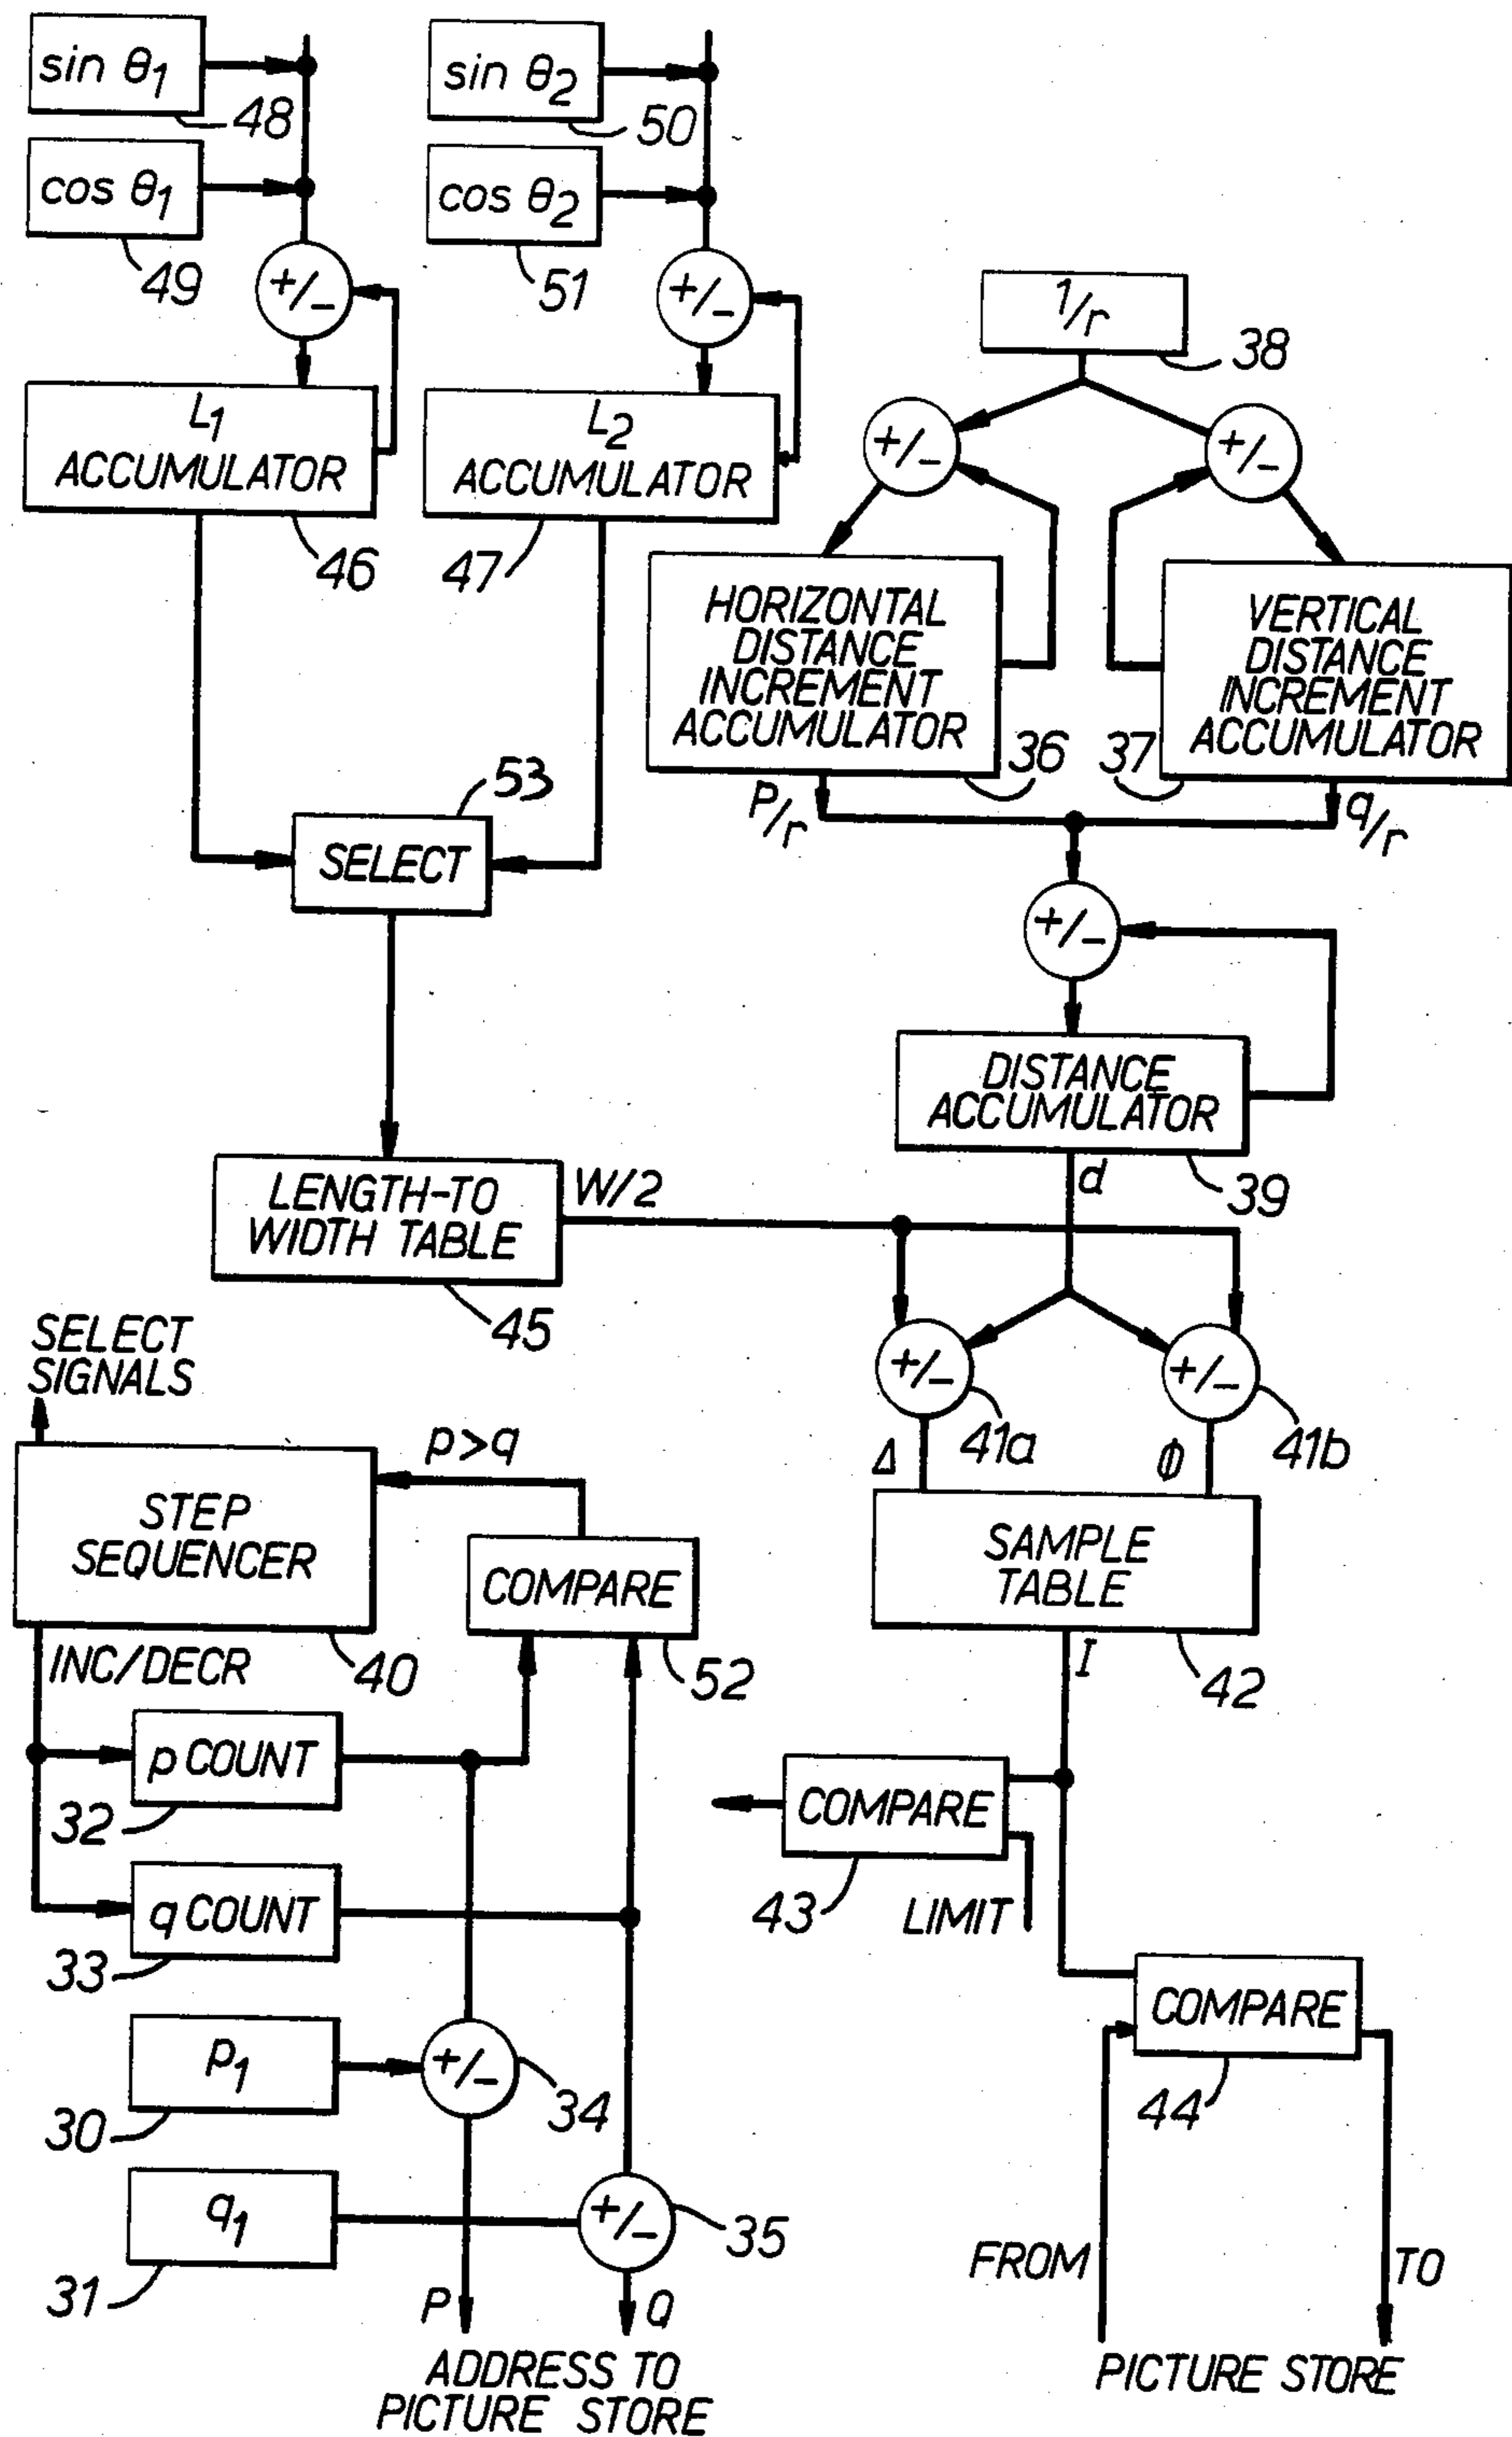 sin θ1
48
cos θ1
49
+/-
L1
ACCUMULATOR
46
sin θ2
50
cos θ2
51
+/-
L2
ACCUMULATOR
47
1/r
38
+/-
+/-
HORIZONTAL
DISTANCE
INCREMENT
ACCUMULATOR
36
VERTICAL
DISTANCE
INCREMENT
ACCUMULATOR
37
P/r
q/r
53
SELECT
+/-
DISTANCE
ACCUMULATOR
39
d
LENGTH-TO
WIDTH TABLE
45
W/2
+/-
41a
+/-
41b
Δ
Φ
SAMPLE
TABLE
42
I
SELECT
SIGNALS
STEP
SEQUENCER
40
p>q
COMPARE
52
INC/DECR
p COUNT
32
q COUNT
33
p1
30
+/-
34
q1
31
+/-
35
P
Q
ADDRESS TO
PICTURE STORE
COMPARE
43
LIMIT
COMPARE
44
FROM
TO
PICTURE STORE